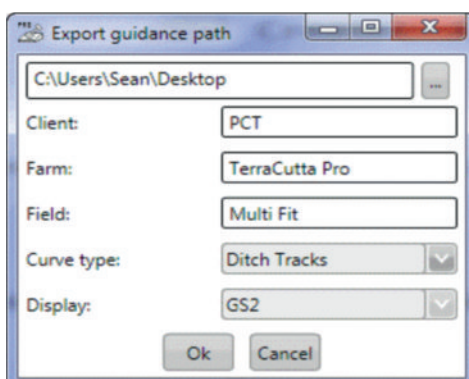 Export guidance path
C:\Users\Sean\Desktop
...
Client: PCT
Farm: TerraCutta Pro
Field: Multi Fit
Curve type: Ditch Tracks
Display: GS2
Ok Cancel